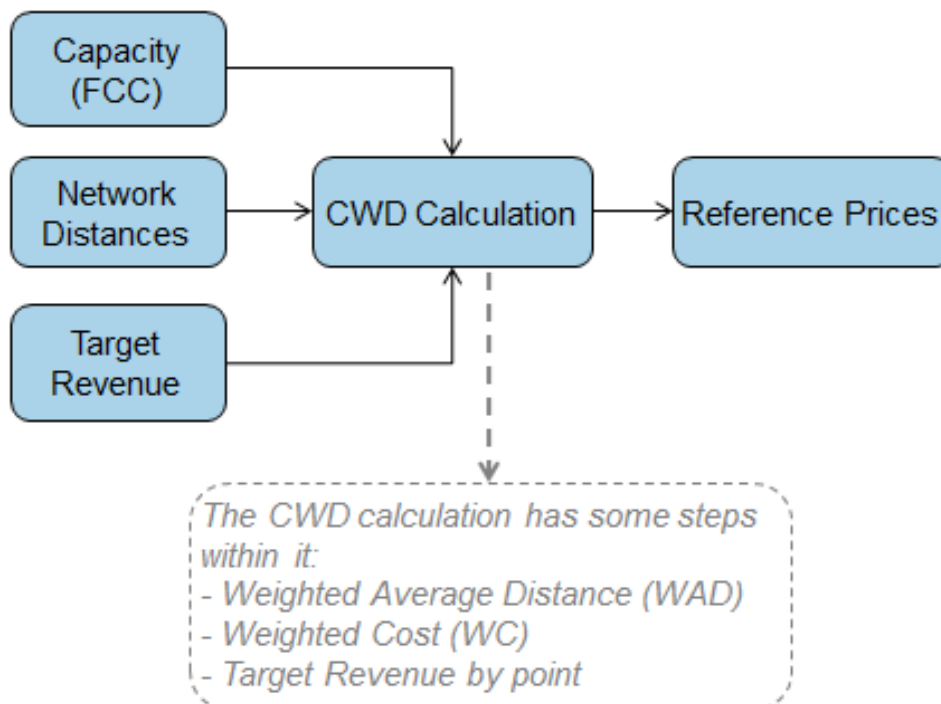 Capacity
(FCC)
Network
Distances
CWD Calculation
Reference Prices
Target
Revenue
The CWD calculation has some steps
within it:
- Weighted Average Distance (WAD)
- Weighted Cost (WC)
- Target Revenue by point